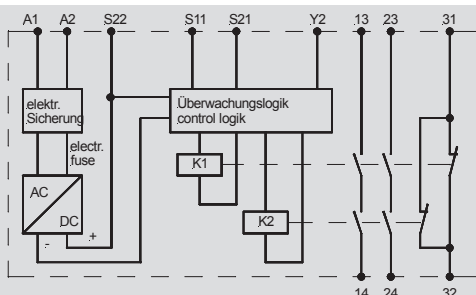 A1 A2 S22 S11 S21 Y2 13 23 31
elektr.
Sicherung
Überwachungslogik
control logik
electr.
fuse
K1
AC
DC
K2
- +
14 24 32